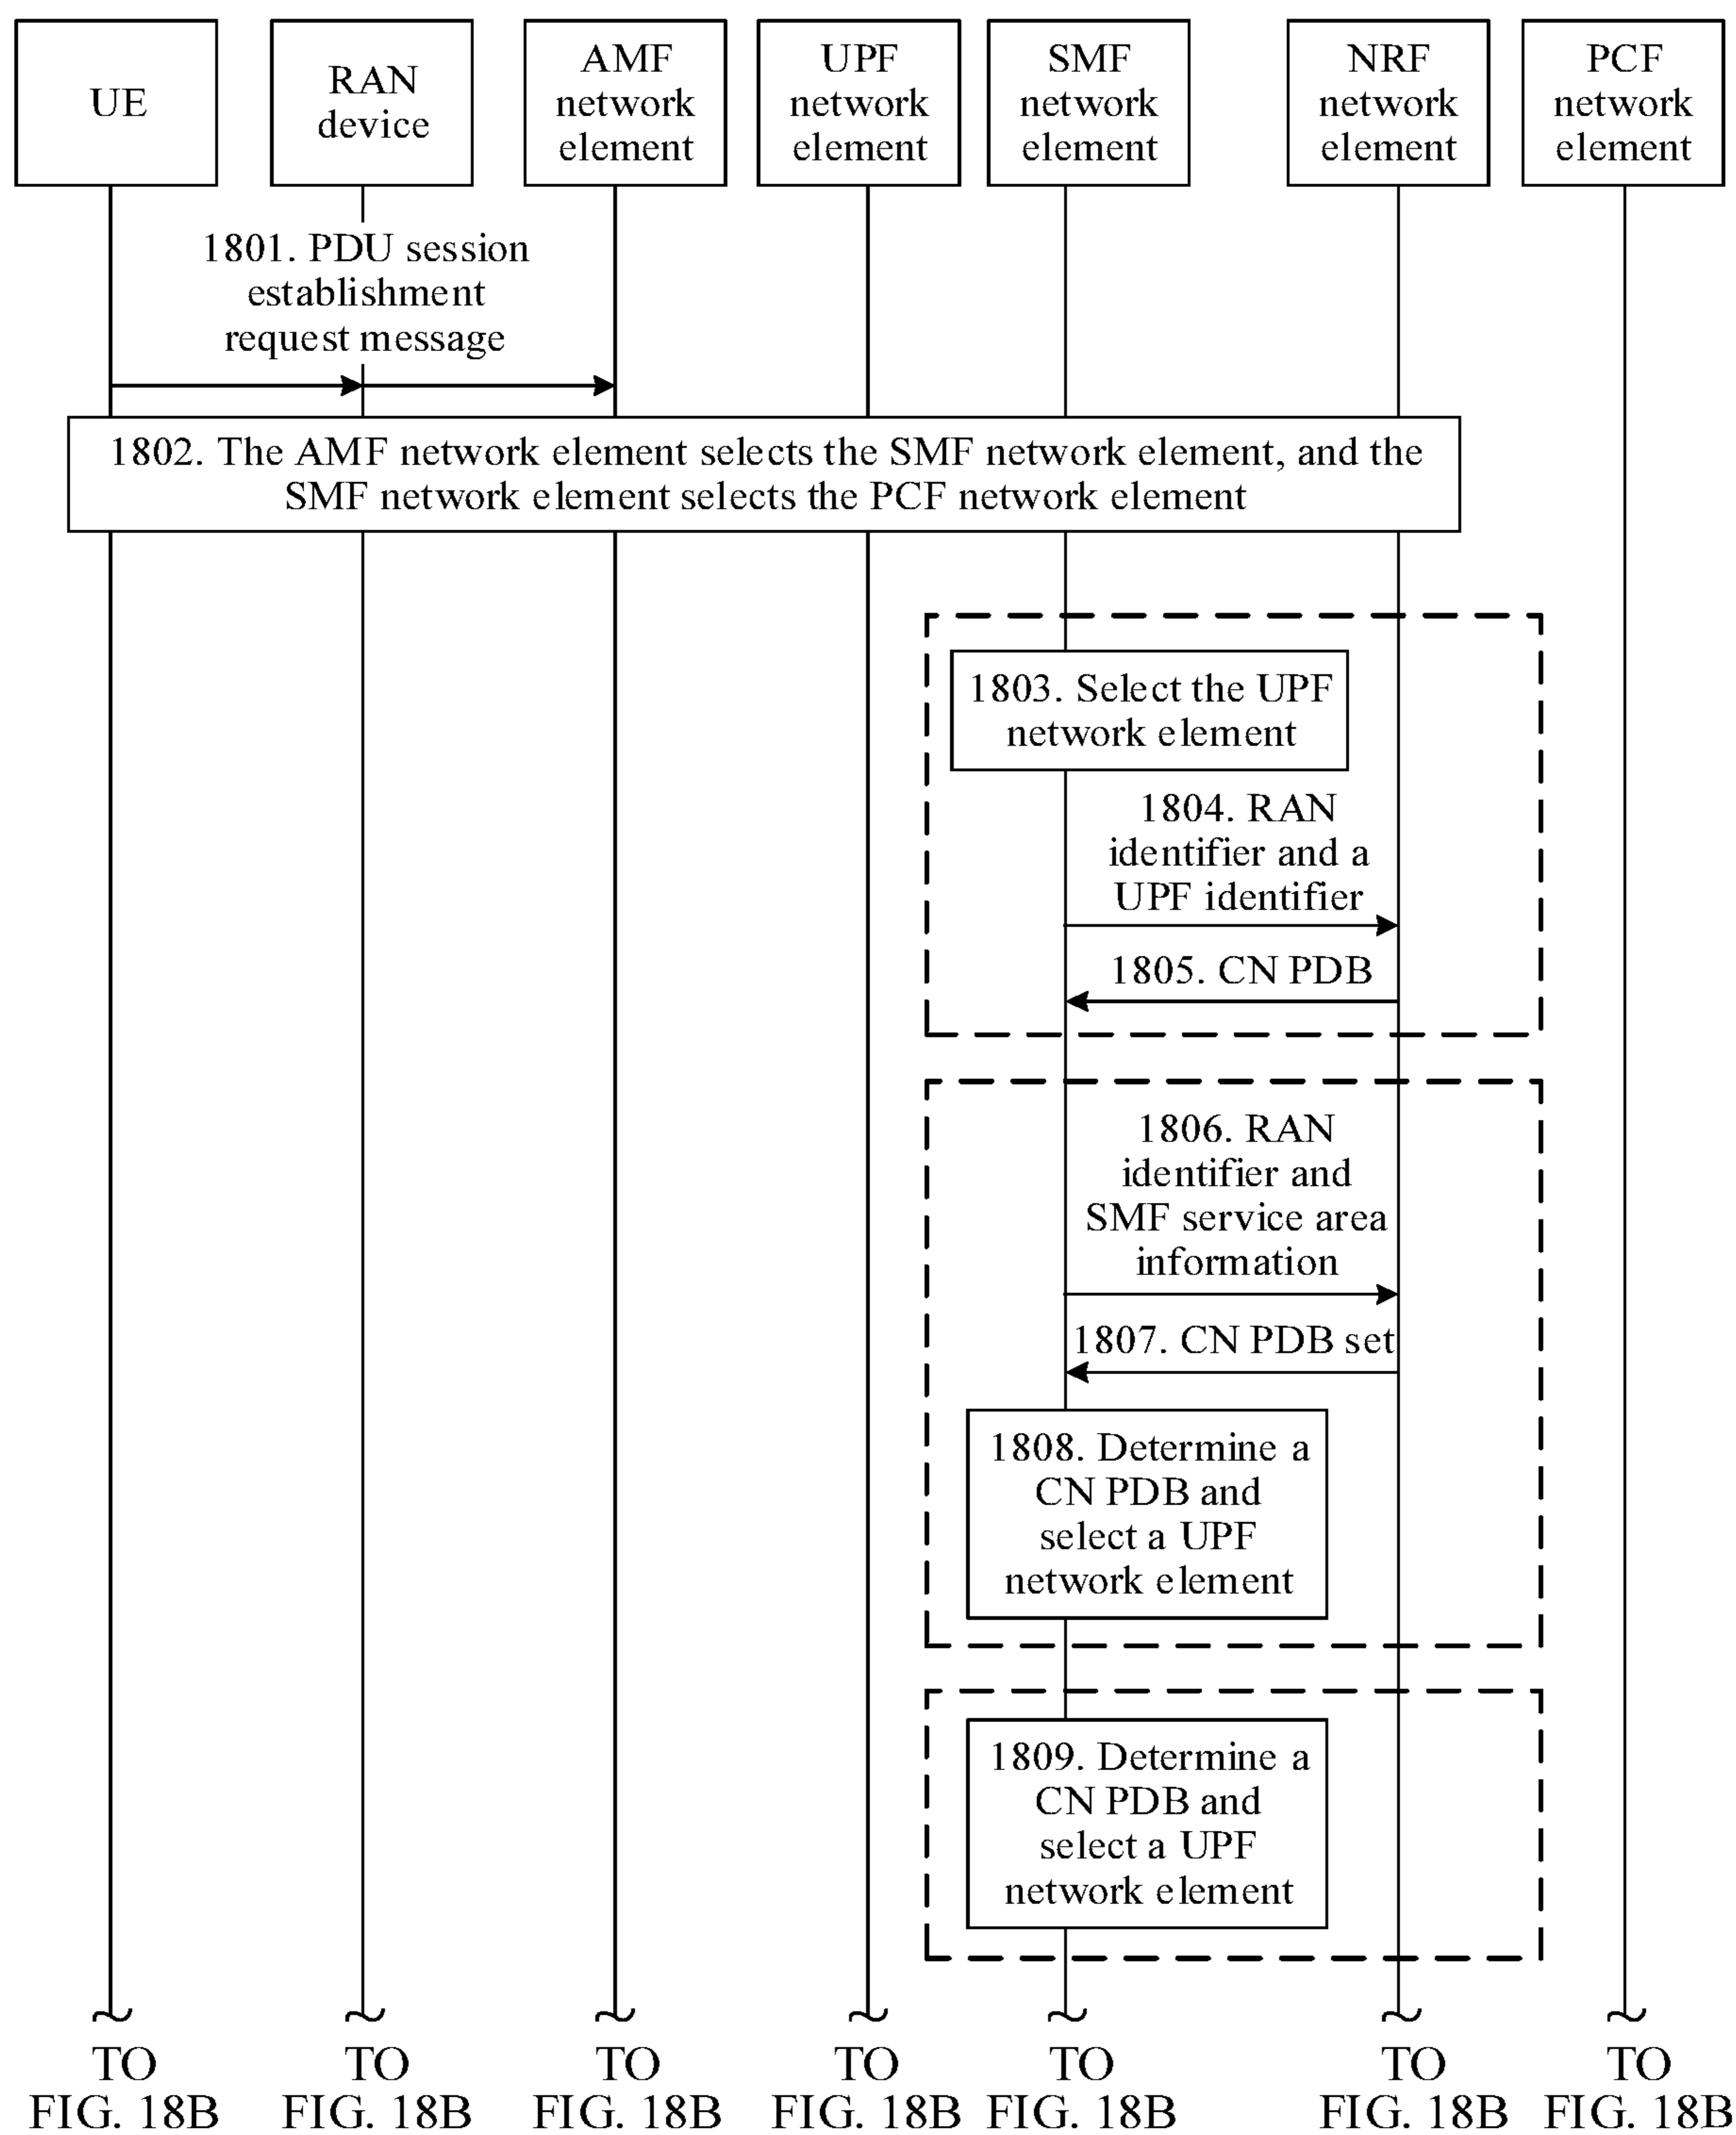 UE
RAN
device
AMF
network
element
UPF
network
element
SMF
network
element
NRF
network
element
PCF
network
element
1801. PDU session
establishment
request message
1802. The AMF network element selects the SMF network element, and the
SMF network element selects the PCF network element
1803. Select the UPF
network element
1804. RAN
identifier and a
UPF identifier
1805. CN PDB
1806. RAN
identifier and
SMF service area
information
1807. CN PDB set
1808. Determine a
CN PDB and
select a UPF
network element
1809. Determine a
CN PDB and
select a UPF
network element
TO
FIG. 18B
TO
FIG. 18B
TO
FIG. 18B
TO
FIG. 18B
TO
FIG. 18B
TO
FIG. 18B
TO
FIG. 18B